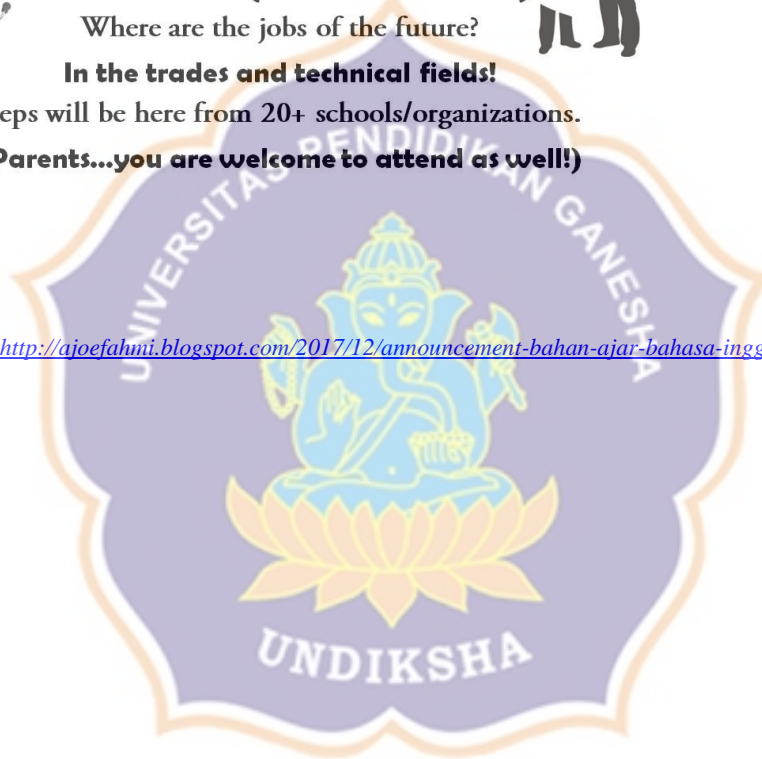 Where are the jobs of the future?
In the trades and technical fields!
eps will be here from 20+ schools/organizations.
Parents...you are welcome to attend as well!)
UNIVERSITAS PENDIDIKAN GANESHA
http://ajoefahmi.blogspot.com/2017/12/announcement-bahan-ajar-bahasa-ingg
UNDIKSHA